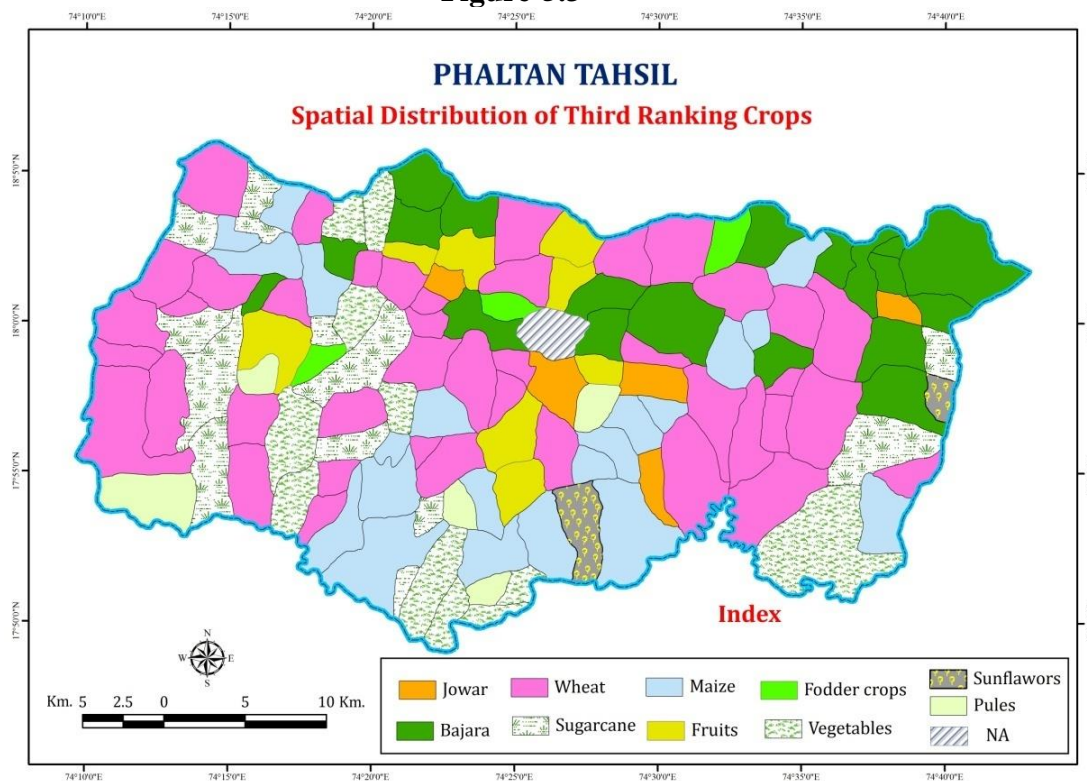 74°10'0"E 74°15'0"E 74°20'0"E 74°25'0"E 74°30'0"E 74°35'0"E 74°40'0"E
PHALTAN TAHSIL
Spatial Distribution of Third Ranking Crops
18°5'0"N
18°0'0"N
17°55'0"N
17°50'0"N
N
W E
S
Km. 5 2.5 0 5 10 Km.
Index
Jowar Wheat Maize Fodder crops Sunflawors
Pules
Bajara Sugarcane Fruits Vegetables NA
74°10'0"E 74°15'0"E 74°20'0"E 74°25'0"E 74°30'0"E 74°35'0"E 74°40'0"E